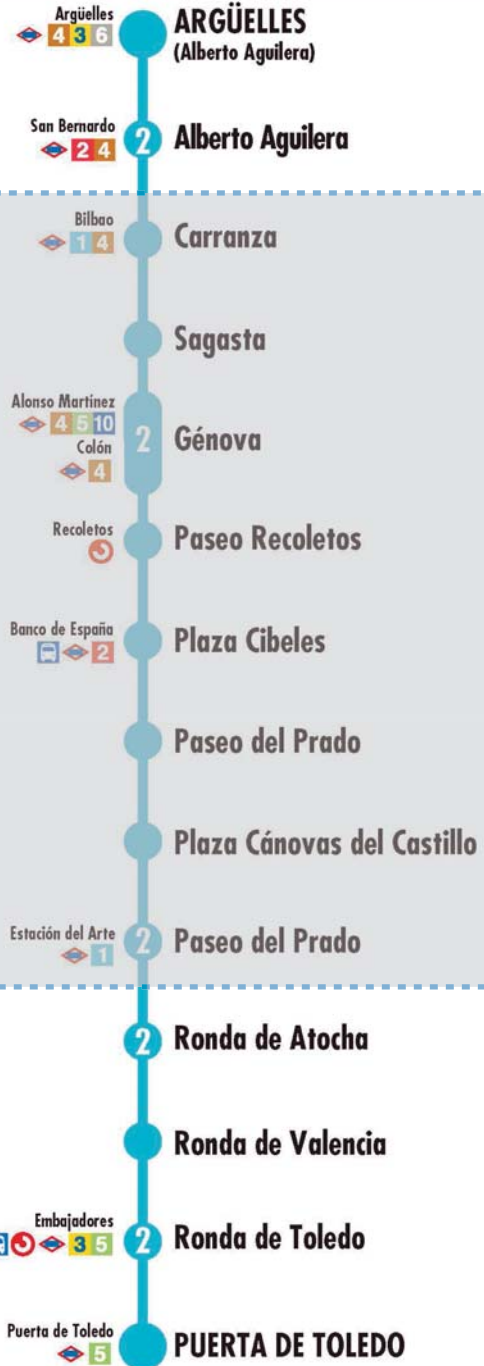 Argüelles
4 3 6
ARGÜELLES
(Alberto Aguilera)
San Bernardo
2 4
2
Alberto Aguilera
Bilbao
1 4
Carranza
Sagasta
Alonso Martínez
4 5 10
Colón
4
2
Génova
Recoletos
Paseo Recoletos
Banco de España
2
Plaza Cibeles
Paseo del Prado
Plaza Cánovas del Castillo
Estación del Arte
1
2
Paseo del Prado
2
Ronda de Atocha
Ronda de Valencia
Embajadores
3 5
2
Ronda de Toledo
Puerta de Toledo
5
PUERTA DE TOLEDO